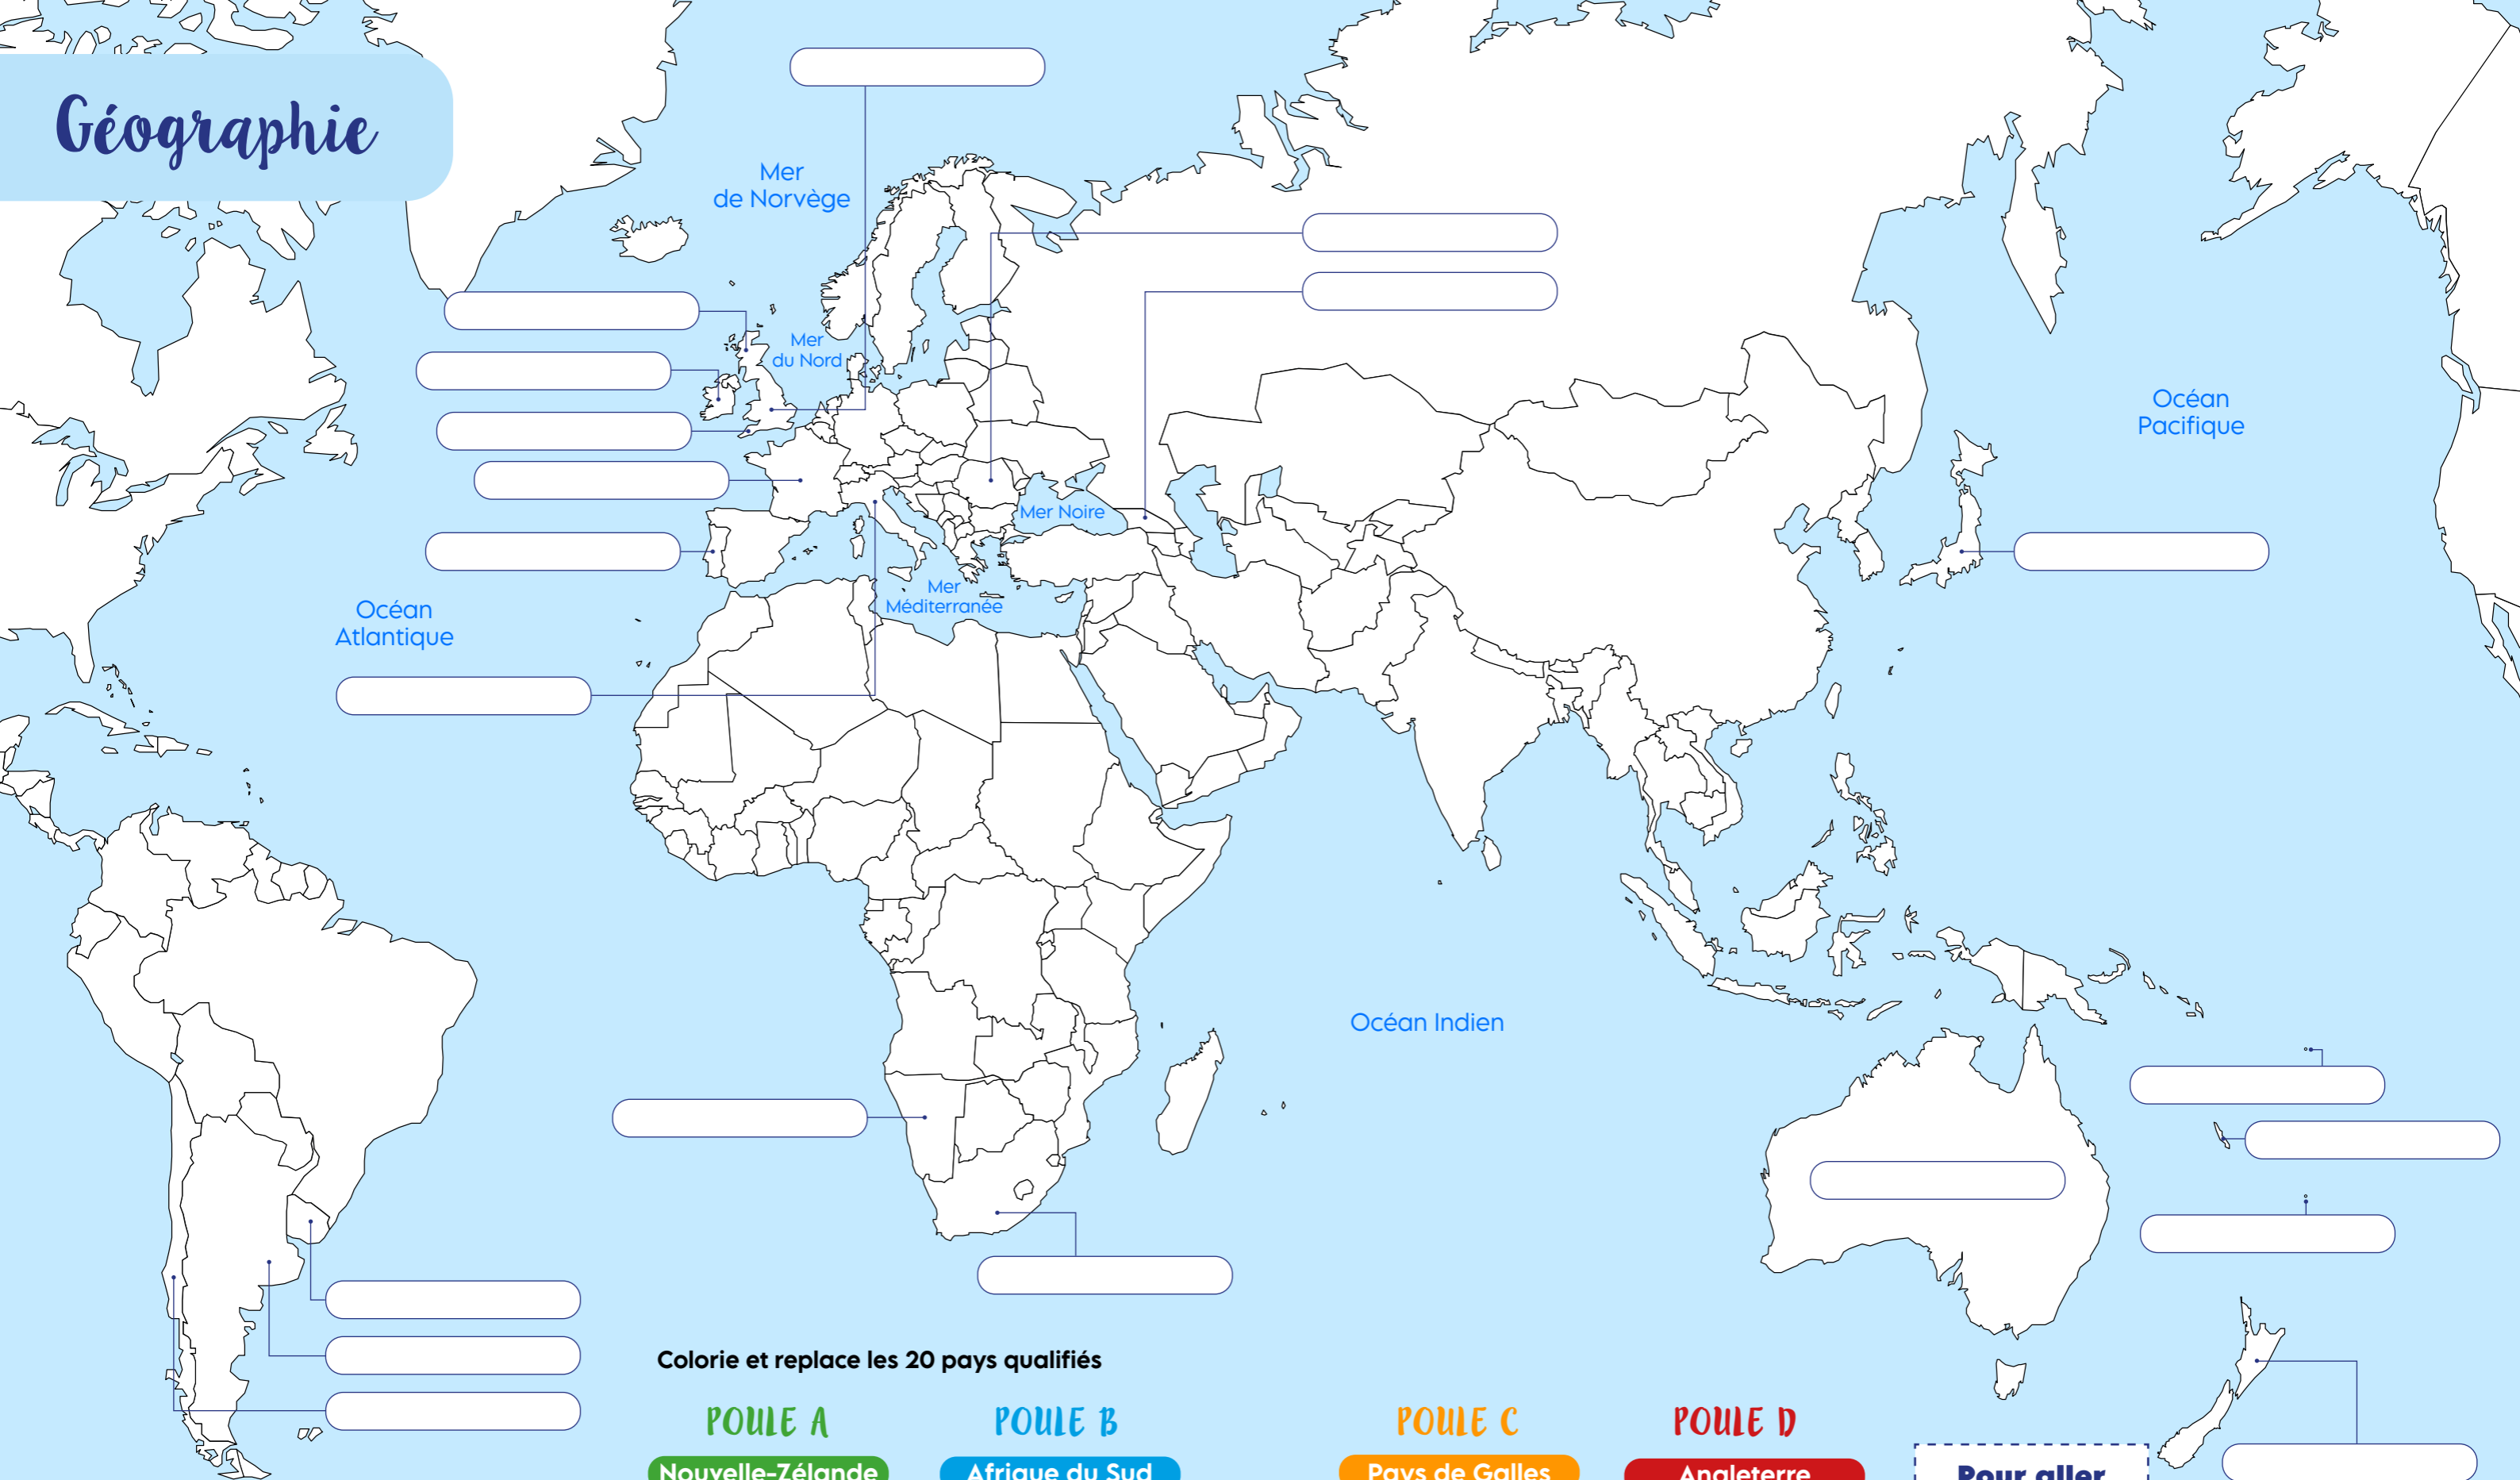 Géographie
Mer
de Norvège
Mer
du Nord
Océan
Pacifique
Mer Noire
Mer
Méditerranée
Océan
Atlantique
Océan Indien
Colorie et replace les 20 pays qualifiés
POULE A
POULE B
POULE C
POULE D
Nouvelle-Zélande
Afrique du Sud
Pays de Galles
Angleterre
Pour aller